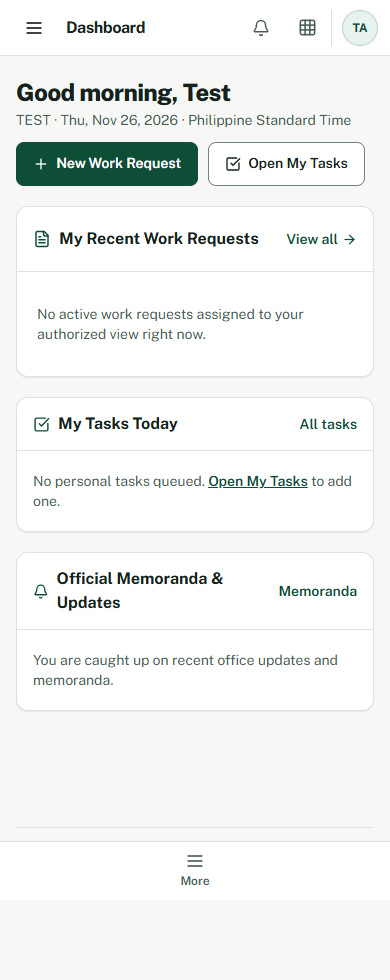 Dashboard
TA
Good morning, Test
TEST · Thu, Nov 26, 2026 · Philippine Standard Time
New Work Request
Open My Tasks
My Recent Work Requests
View all
No active work requests assigned to your
authorized view right now.
My Tasks Today
All tasks
No personal tasks queued. Open My Tasks to add
one.
Official Memoranda &
Updates
Memoranda
You are caught up on recent office updates and
memoranda.
More